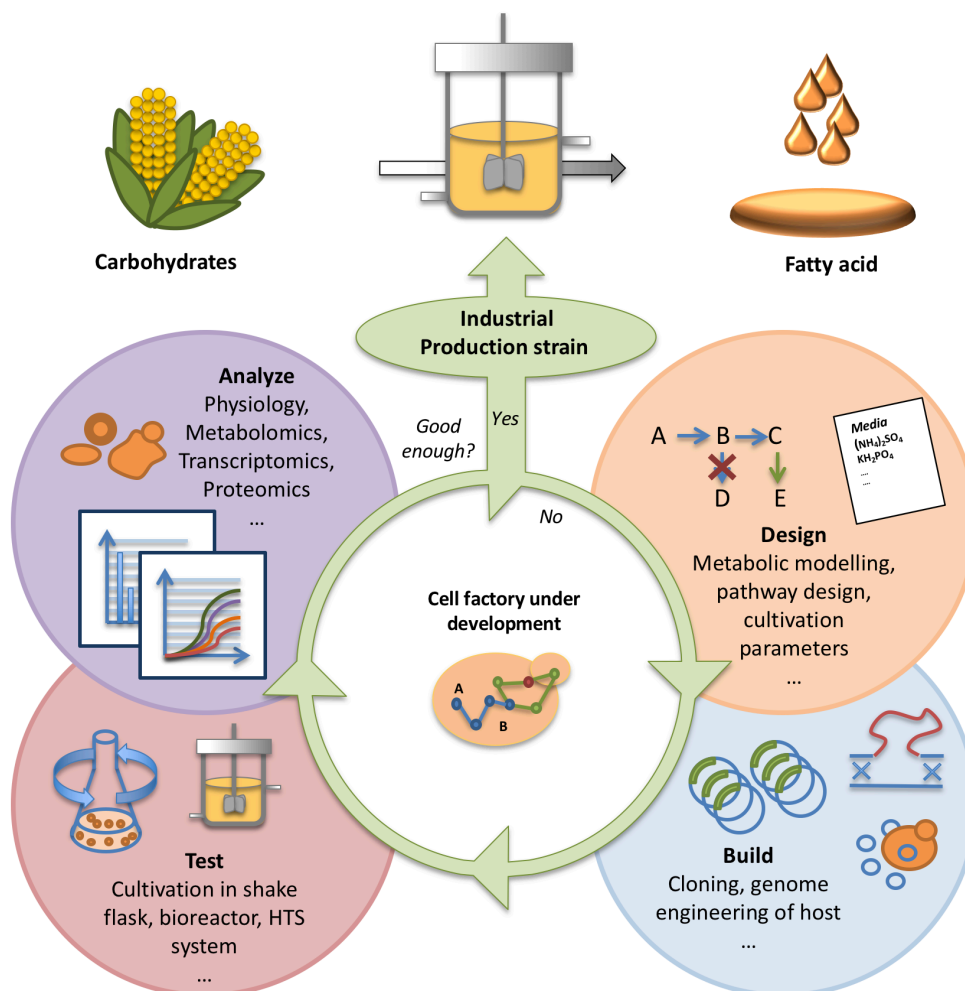 Carbohydrates
Fatty acid
Industrial
Production strain
Analyze
Physiology,
Metabolomics,
Transcriptomics,
Proteomics
...
Good
enough?
Yes
No
A
B
C
D
E
Media
(NH₄)₂SO₄
KH₂PO₄
....
....
Design
Metabolic modelling,
pathway design,
cultivation
parameters
...
Cell factory under
development
A
B
Test
Cultivation in shake
flask, bioreactor, HTS
system
...
Build
Cloning, genome
engineering of host
...